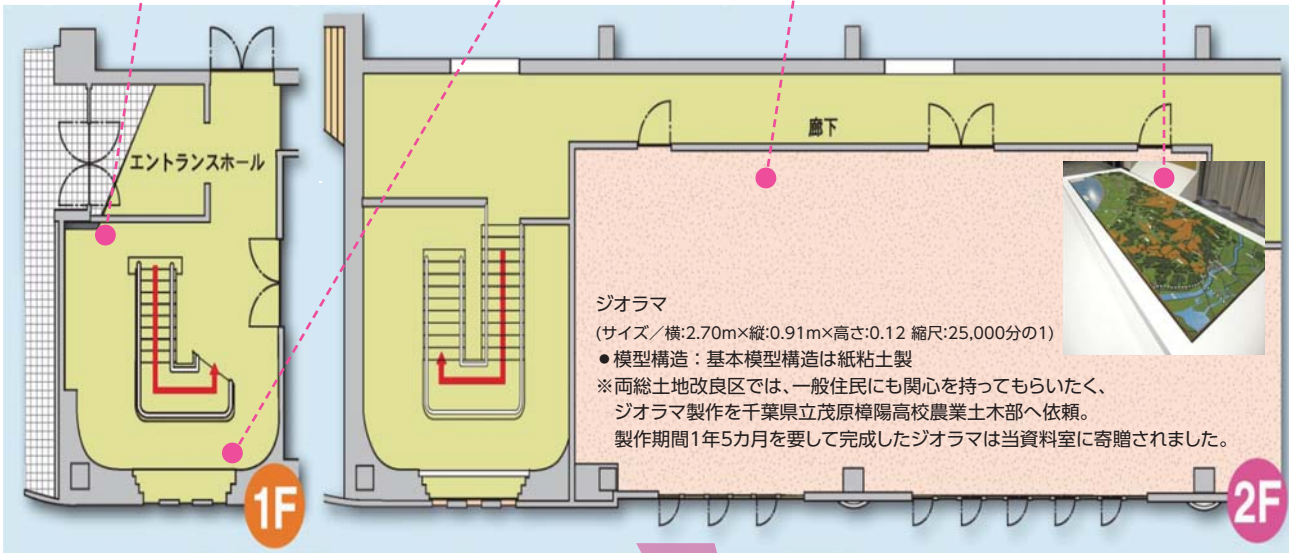 エントランスホール
廊下
ジオラマ
(サイズ／横:2.70m×縦:0.91m×高さ:0.12 縮尺:25,000分の1)
●模型構造：基本模型構造は紙粘土製
※両総土地改良区では、一般住民にも関心を持ってもらいたく、
ジオラマ製作を千葉県立茂原樟陽高校農業土木部へ依頼。
製作期間1年5カ月を要して完成したジオラマは当資料室に寄贈されました。
1F
2F